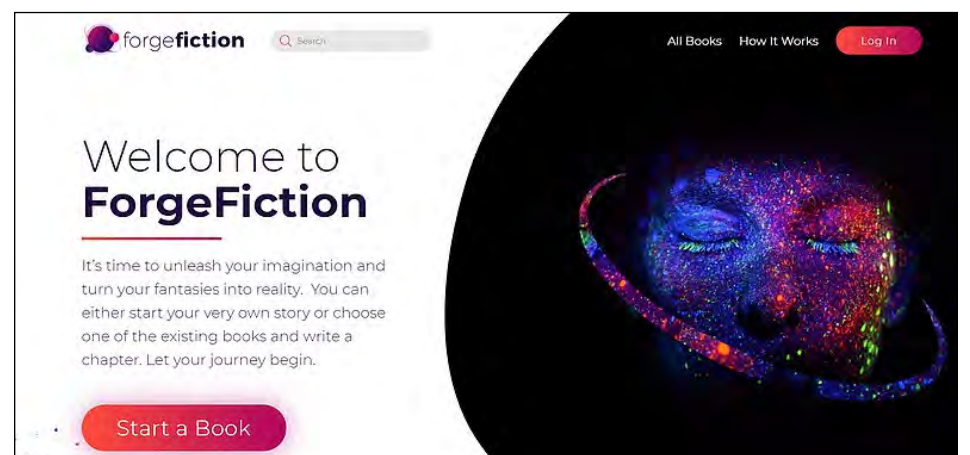 forgefiction
Search
All Books
How It Works
Log In
Welcome to
ForgeFiction
It's time to unleash your imagination and
turn your fantasies into reality. You can
either start your very own story or choose
one of the existing books and write a
chapter. Let your journey begin.
Start a Book